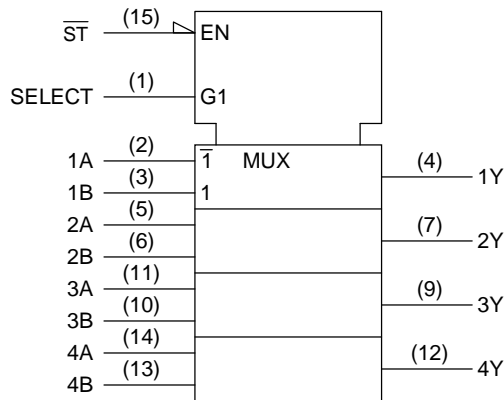 S̅T̅ (15) EN
SELECT (1) G1
1A (2) 1̅ MUX (4) 1Y
1B (3) 1
2A (5) (7) 2Y
2B (6)
3A (11) (9) 3Y
3B (10)
4A (14) (12) 4Y
4B (13)